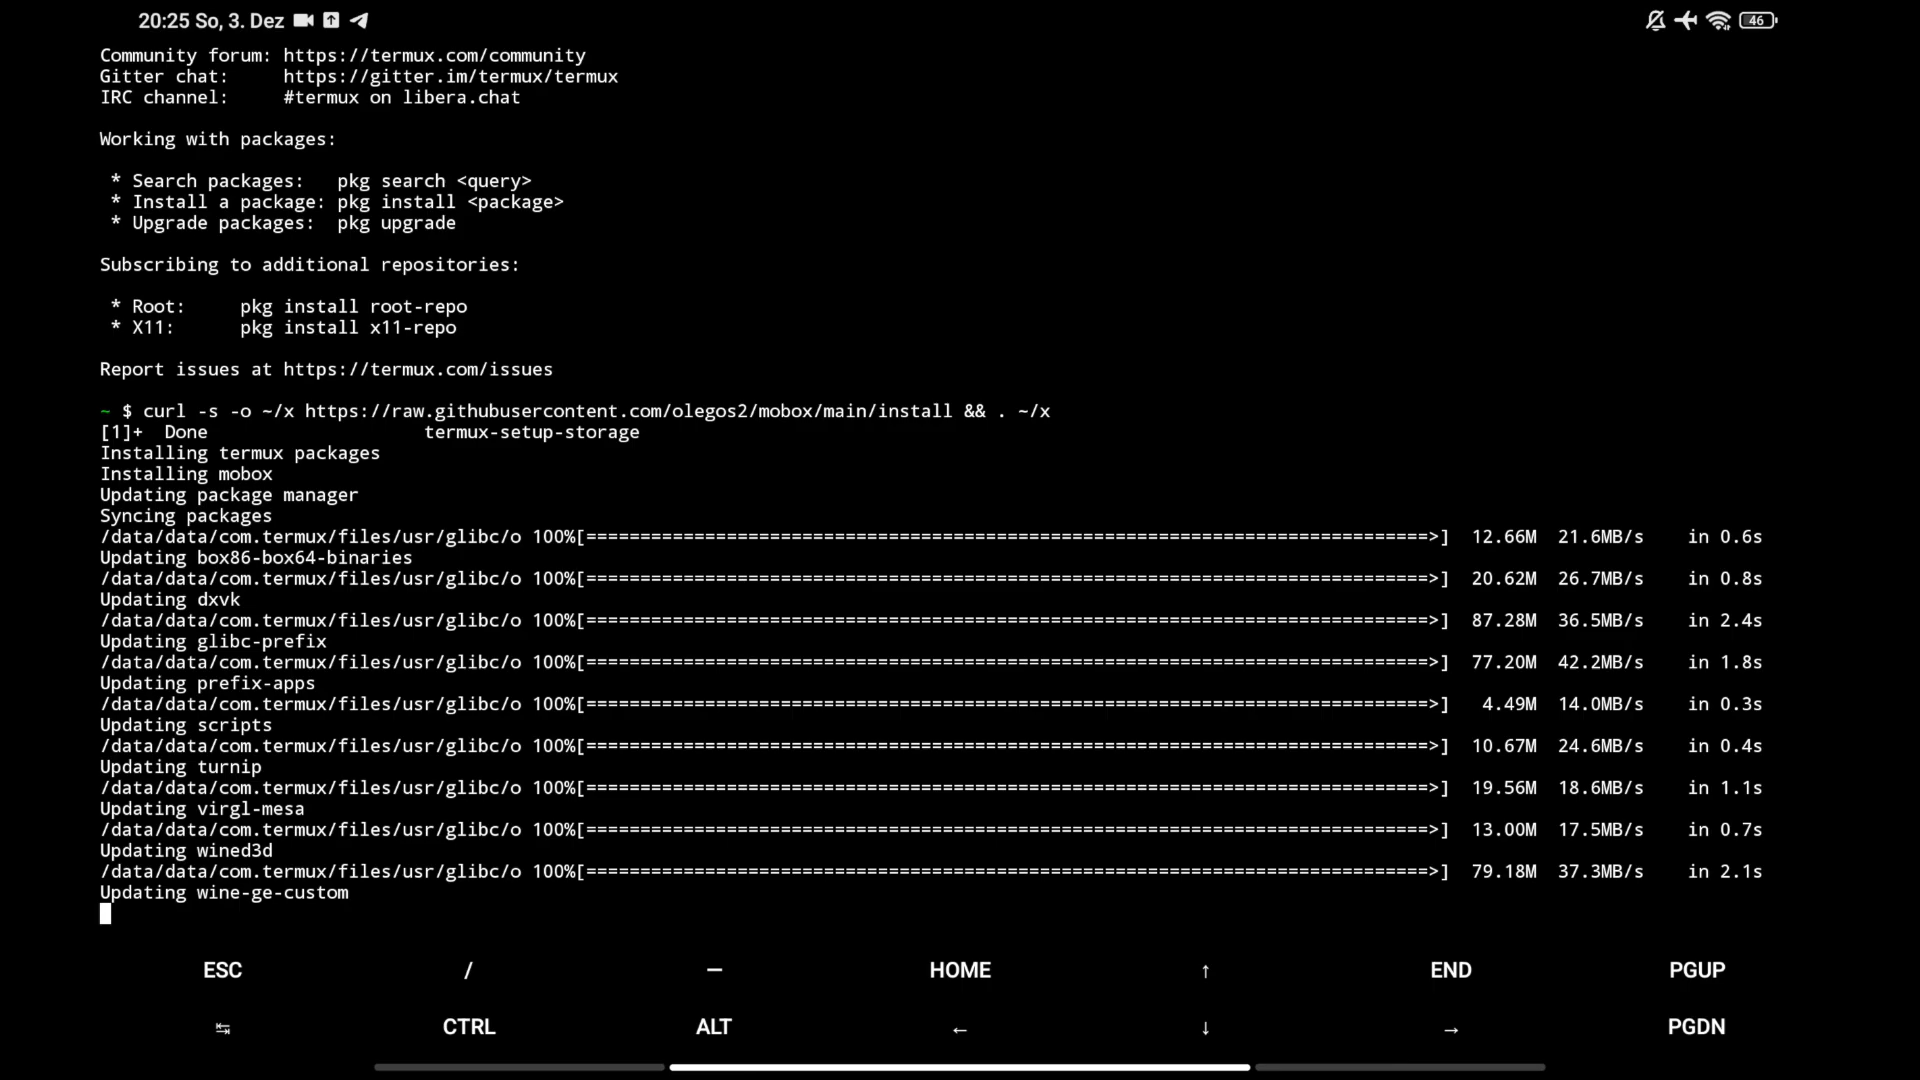 20:25 So, 3. Dez
46
Community forum: https://termux.com/community
Gitter chat:     https://gitter.im/termux/termux
IRC channel:     #termux on libera.chat
Working with packages:
* Search packages:   pkg search <query>
* Install a package: pkg install <package>
* Upgrade packages:  pkg upgrade
Subscribing to additional repositories:
* Root:     pkg install root-repo
* X11:      pkg install x11-repo
Report issues at https://termux.com/issues
~ $ curl -s -o ~/x https://raw.githubusercontent.com/olegos2/mobox/main/install && . ~/x
[1]+  Done                    termux-setup-storage
Installing termux packages
Installing mobox
Updating package manager
Syncing packages
/data/data/com.termux/files/usr/glibc/o 100%[==============================================================================>]  12.66M  21.6MB/s    in 0.6s
Updating box86-box64-binaries
/data/data/com.termux/files/usr/glibc/o 100%[==============================================================================>]  20.62M  26.7MB/s    in 0.8s
Updating dxvk
/data/data/com.termux/files/usr/glibc/o 100%[==============================================================================>]  87.28M  36.5MB/s    in 2.4s
Updating glibc-prefix
/data/data/com.termux/files/usr/glibc/o 100%[==============================================================================>]  77.20M  42.2MB/s    in 1.8s
Updating prefix-apps
/data/data/com.termux/files/usr/glibc/o 100%[==============================================================================>]   4.49M  14.0MB/s    in 0.3s
Updating scripts
/data/data/com.termux/files/usr/glibc/o 100%[==============================================================================>]  10.67M  24.6MB/s    in 0.4s
Updating turnip
/data/data/com.termux/files/usr/glibc/o 100%[==============================================================================>]  19.56M  18.6MB/s    in 1.1s
Updating virgl-mesa
/data/data/com.termux/files/usr/glibc/o 100%[==============================================================================>]  13.00M  17.5MB/s    in 0.7s
Updating wined3d
/data/data/com.termux/files/usr/glibc/o 100%[==============================================================================>]  79.18M  37.3MB/s    in 2.1s
Updating wine-ge-custom
ESC / — HOME ↑ END PGUP
↹ CTRL ALT ← ↓ → PGDN